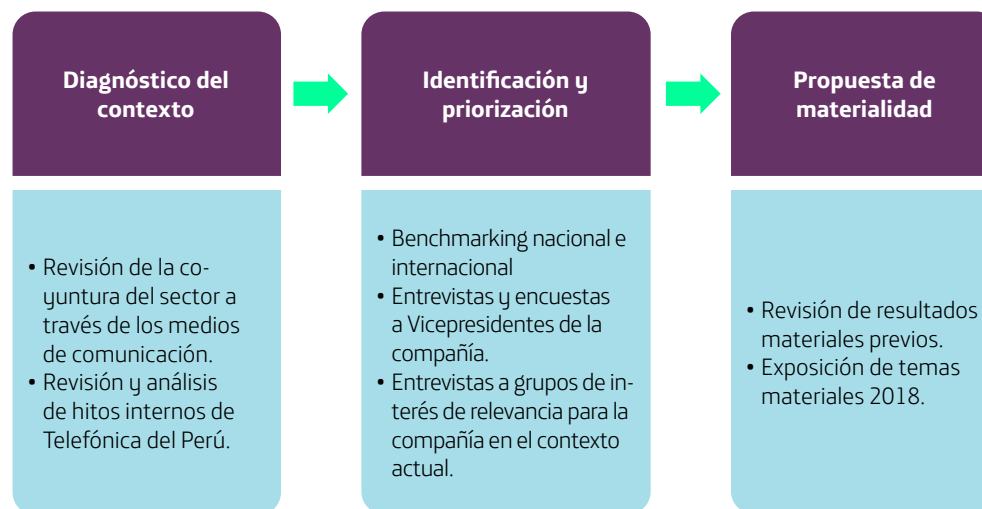 Diagnóstico del
contexto
Identificación y
priorización
Propuesta de
materialidad
• Revisión de la co-
yuntura del sector a
través de los medios
de comunicación.
• Revisión y análisis
de hitos internos de
Telefónica del Perú.
• Benchmarking nacional e
internacional
• Entrevistas y encuestas
a Vicepresidentes de la
compañía.
• Entrevistas a grupos de in-
terés de relevancia para la
compañía en el contexto
actual.
• Revisión de resultados
materiales previos.
• Exposición de temas
materiales 2018.